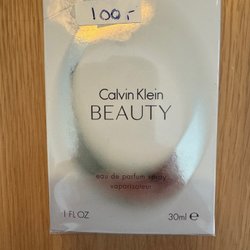 100,-
Calvin Klein
BEAUTY
eau de parfum spray
vaporisateur
1 FL OZ
30ml e